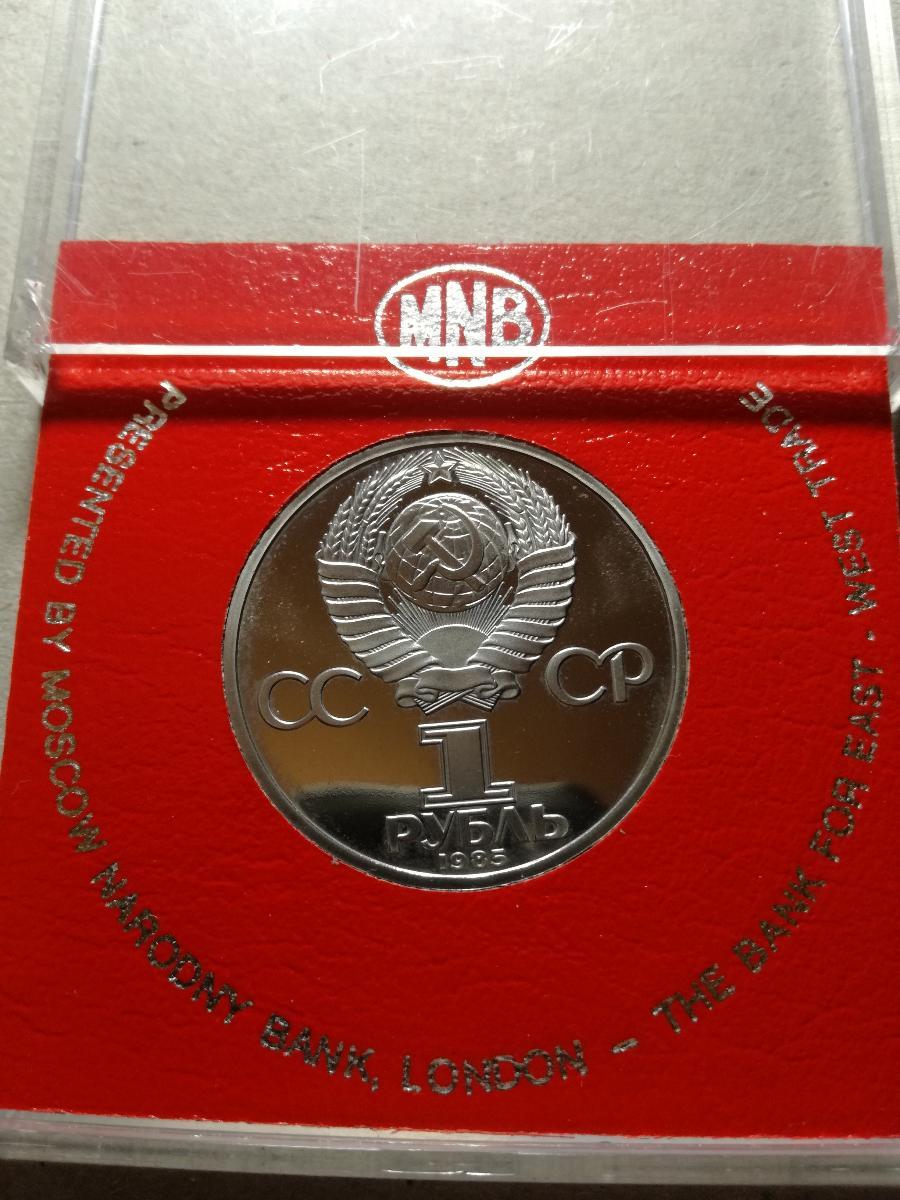 MNB
PRESENTED BY MOSCOW NARODNY BANK, LONDON – THE BANK FOR EAST . WEST TRADE
СС СР
1
РУБЛЬ
1985